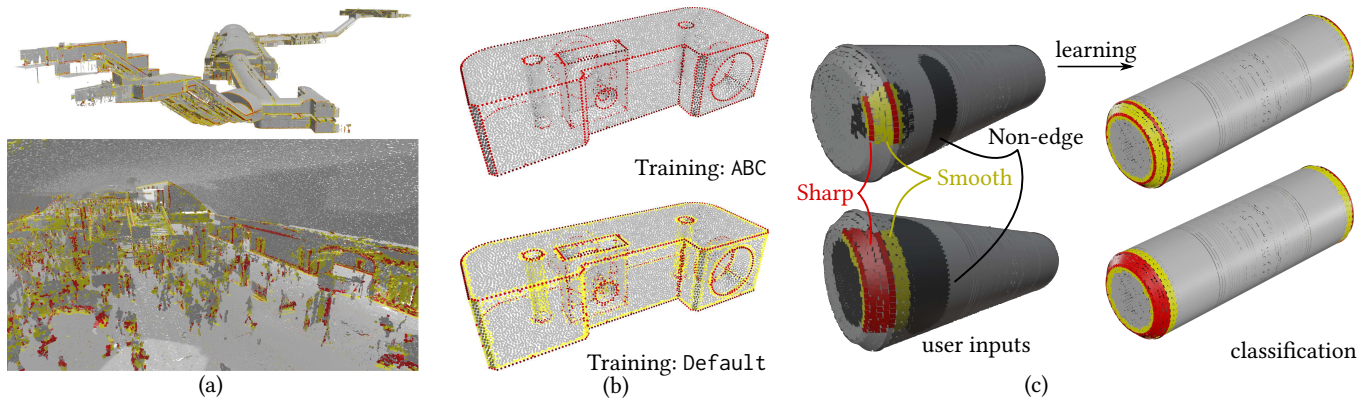 Training: ABC
Training: Default
(a)
(b)
learning
Non-edge
Sharp
Smooth
user inputs
classification
(c)